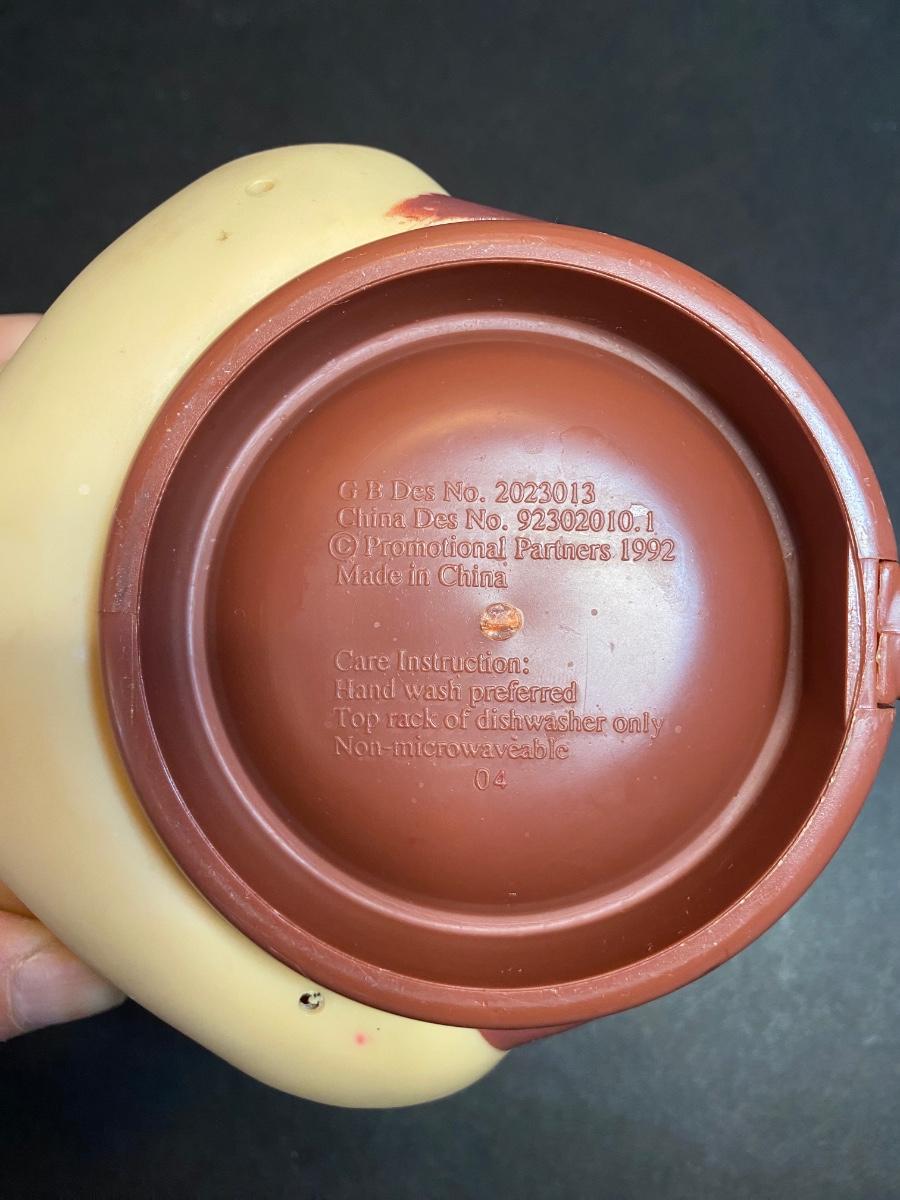 G B Des No. 2023013
China Des No. 92302010.1
© Promotional Partners 1992
Made in China
Care Instruction:
Hand wash preferred
Top rack of dishwasher only
Non-microwaveable
04